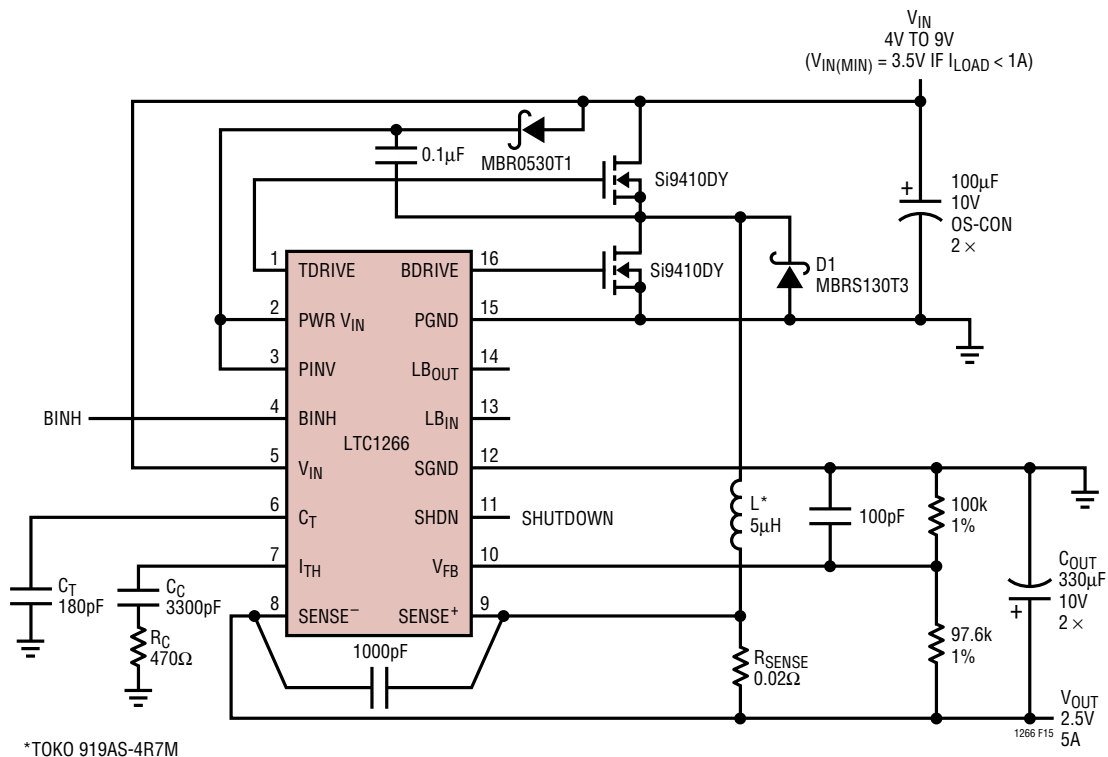 V_IN
4V TO 9V
(V_IN(MIN) = 3.5V IF I_LOAD < 1A)
0.1µF
MBR0530T1
Si9410DY
+
100µF
10V
OS-CON
2 ×
Si9410DY
D1
MBRS130T3
1
TDRIVE
BDRIVE
16
2
PWR V_IN
PGND
15
3
PINV
LB_OUT
14
BINH
4
BINH
LB_IN
13
LTC1266
5
V_IN
SGND
12
6
C_T
SHDN
11
SHUTDOWN
7
I_TH
V_FB
10
8
SENSE⁻
SENSE⁺
9
L*
5µH
100pF
100k
1%
C_OUT
330µF
10V
2 ×
+
97.6k
1%
C_T
180pF
C_C
3300pF
R_C
470Ω
1000pF
R_SENSE
0.02Ω
V_OUT
2.5V
5A
1266 F15
*TOKO 919AS-4R7M